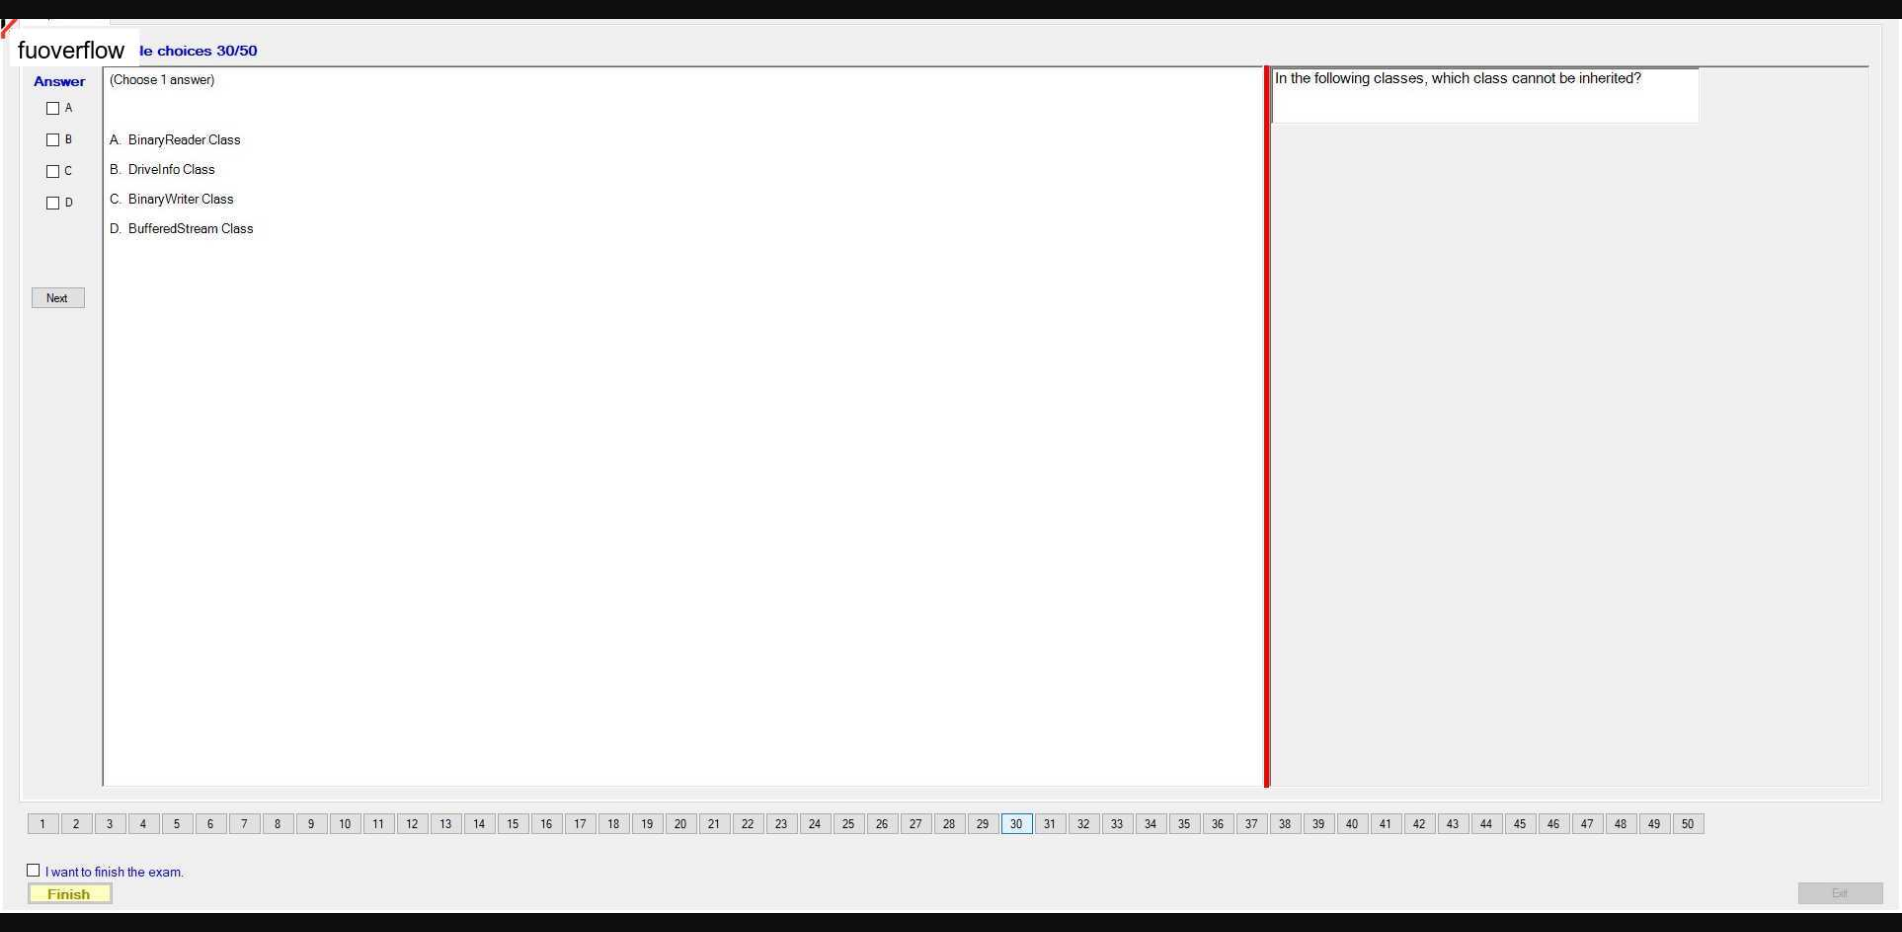 fuoverflow le choices 30/50
Answer
(Choose 1 answer)
In the following classes, which class cannot be inherited?
A
B
C
D
A. BinaryReader Class
B. DriveInfo Class
C. BinaryWriter Class
D. BufferedStream Class
Next
1 2 3 4 5 6 7 8 9 10 11 12 13 14 15 16 17 18 19 20 21 22 23 24 25 26 27 28 29 30 31 32 33 34 35 36 37 38 39 40 41 42 43 44 45 46 47 48 49 50
I want to finish the exam.
Finish
Exit